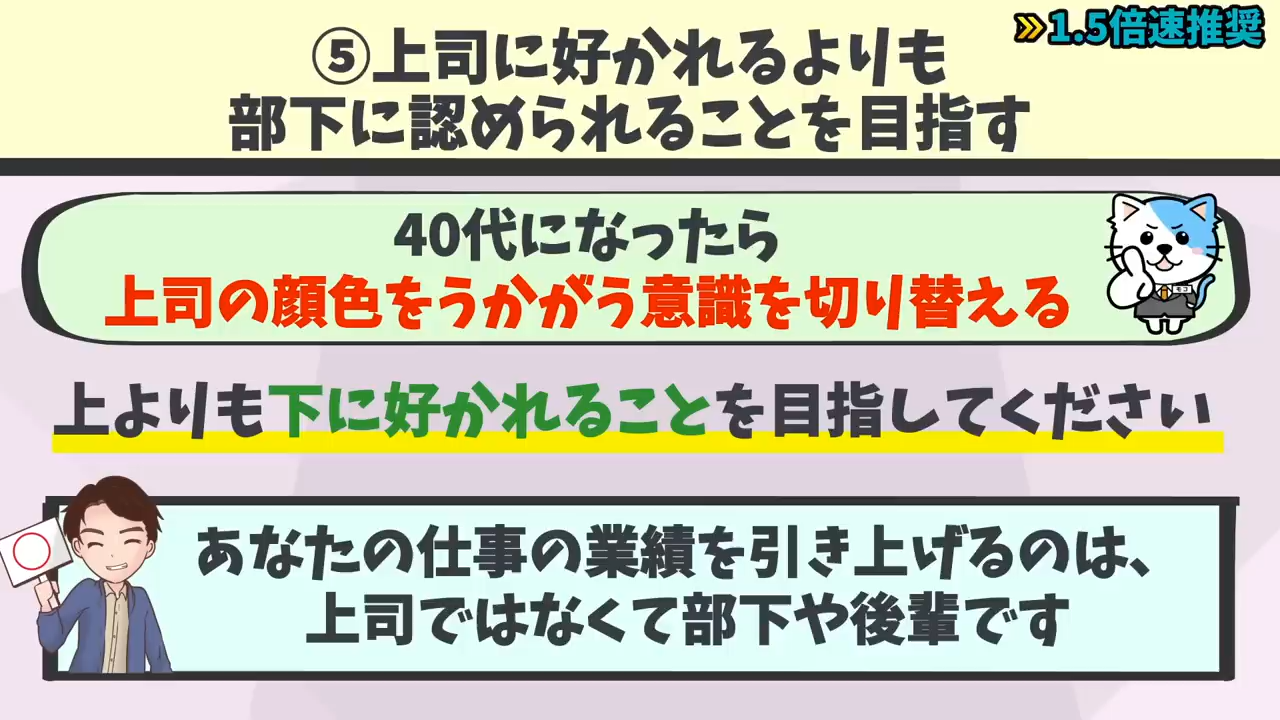 1.5倍速推奨
⑤上司に好かれるよりも
部下に認められることを目指す
40代になったら
上司の顔色をうかがう意識を切り替える
モコ
上よりも下に好かれることを目指してください
あなたの仕事の業績を引き上げるのは、
上司ではなくて部下や後輩です